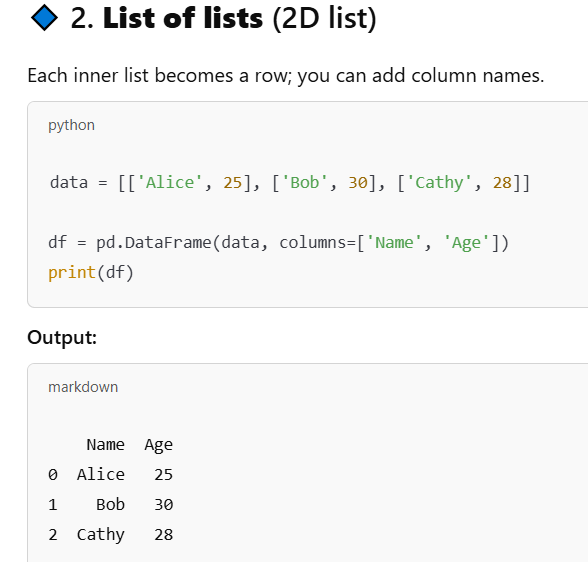 2. List of lists (2D list)
Each inner list becomes a row; you can add column names.
python
data = [['Alice', 25], ['Bob', 30], ['Cathy', 28]]
df = pd.DataFrame(data, columns=['Name', 'Age'])
print(df)
Output:
markdown
    Name  Age
0  Alice   25
1    Bob   30
2  Cathy   28